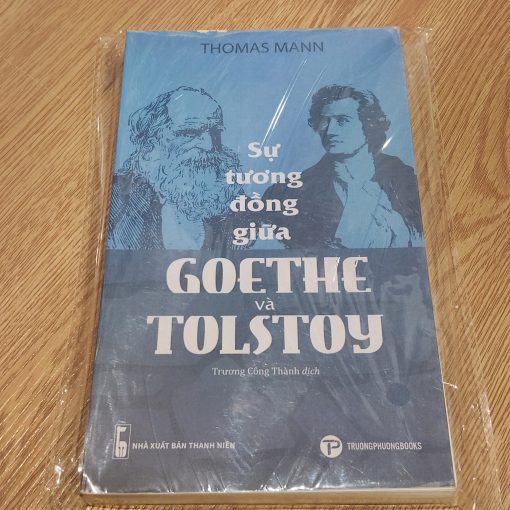 THOMAS MANN
Sự
tương
đồng
giữa
GOETHE
và
TOLSTOY
Trương Công Thành dịch
NHÀ XUẤT BẢN THANH NIÊN
TP TRUONGPHUONGBOOKS